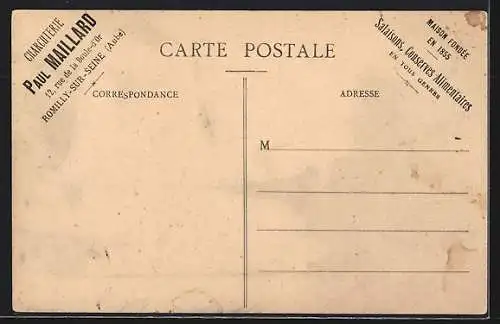 CHARCUTERIE
PAUL MAILLARD
12, rue de la Boule-d'Or
ROMILLY-SUR-SEINE (Aube)
CARTE POSTALE
MAISON FONDÉE
EN 1895
Salaisons, Conserves Alimentaires
EN TOUS GENRES
CORRESPONDANCE
ADRESSE
M